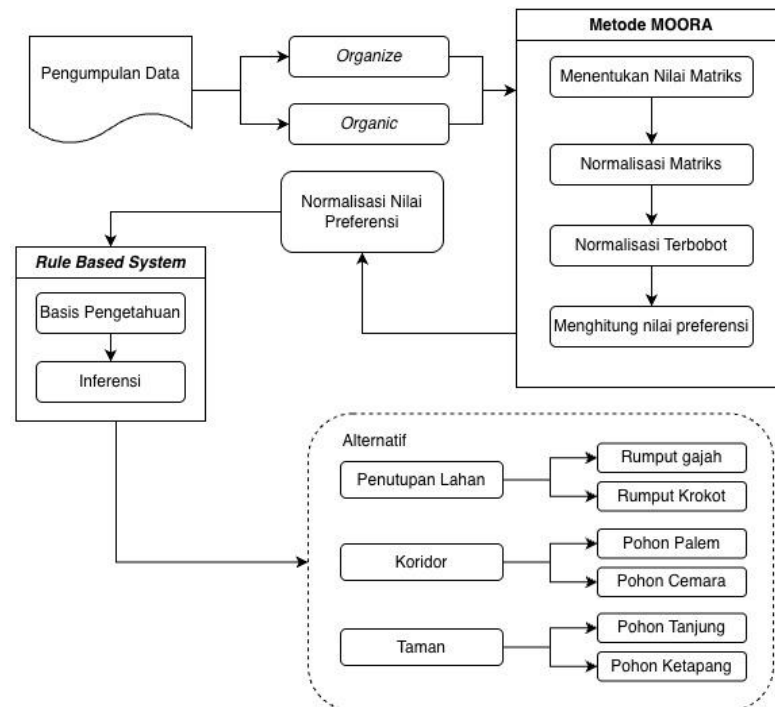 Pengumpulan Data
Organize
Organic
Metode MOORA
Menentukan Nilai Matriks
Normalisasi Matriks
Normalisasi Terbobot
Menghitung nilai preferensi
Normalisasi Nilai
Preferensi
Rule Based System
Basis Pengetahuan
Inferensi
Alternatif
Penutupan Lahan
Rumput gajah
Rumput Krokot
Koridor
Pohon Palem
Pohon Cemara
Taman
Pohon Tanjung
Pohon Ketapang